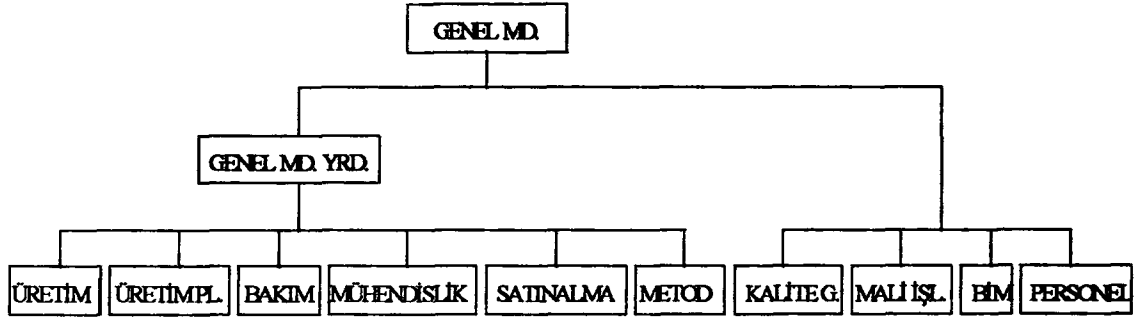 GENEL MD.
GENEL MD. YRD.
ÜRETİM
ÜRETİM PL.
BAKIM
MÜHENDİSLİK
SATINALMA
METOD
KALİTE G.
MALİ İŞL.
BİM
PERSONEL